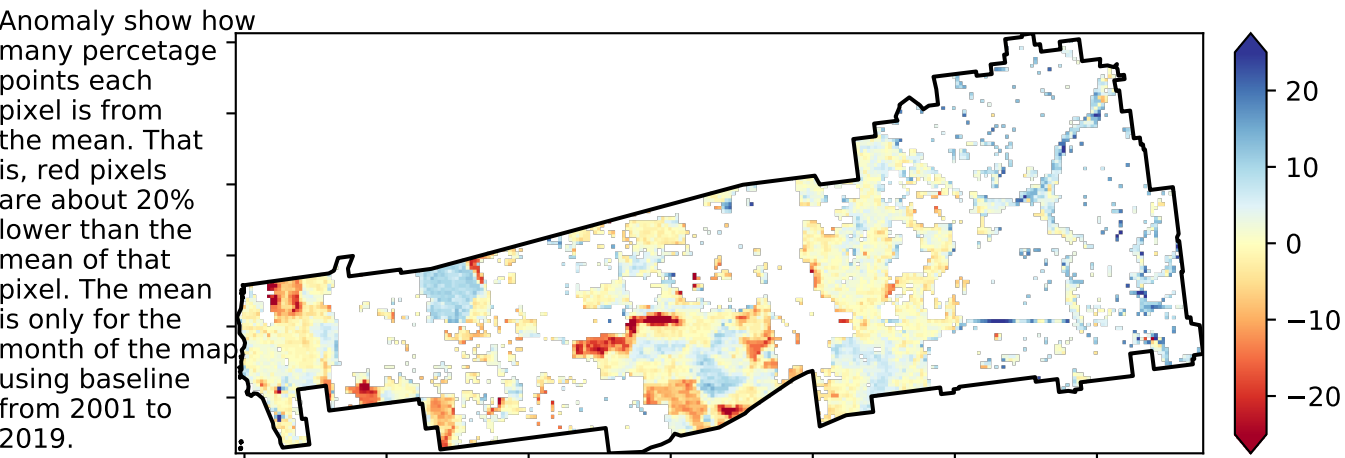 Anomaly show how
many percetage
points each
pixel is from
the mean. That
is, red pixels
are about 20%
lower than the
mean of that
pixel. The mean
is only for the
month of the map
using baseline
from 2001 to
2019.
20
10
0
−10
−20